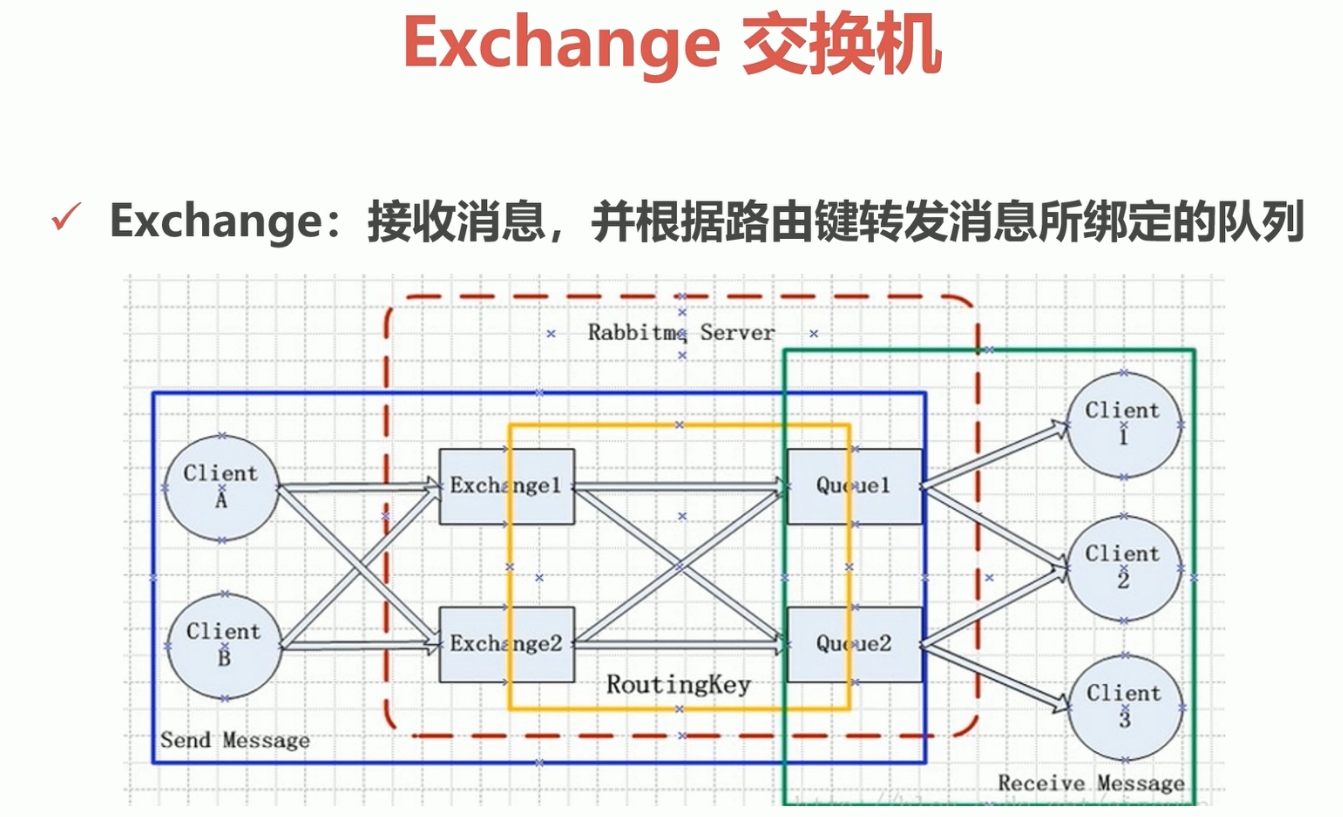 Exchange 交换机
✓ Exchange：接收消息，并根据路由键转发消息所绑定的队列
Rabbitmq Server
Client
A
Client
B
Exchange1
Exchange2
RoutingKey
Queue1
Queue2
Client
1
Client
2
Client
3
Send Message
Receive Message